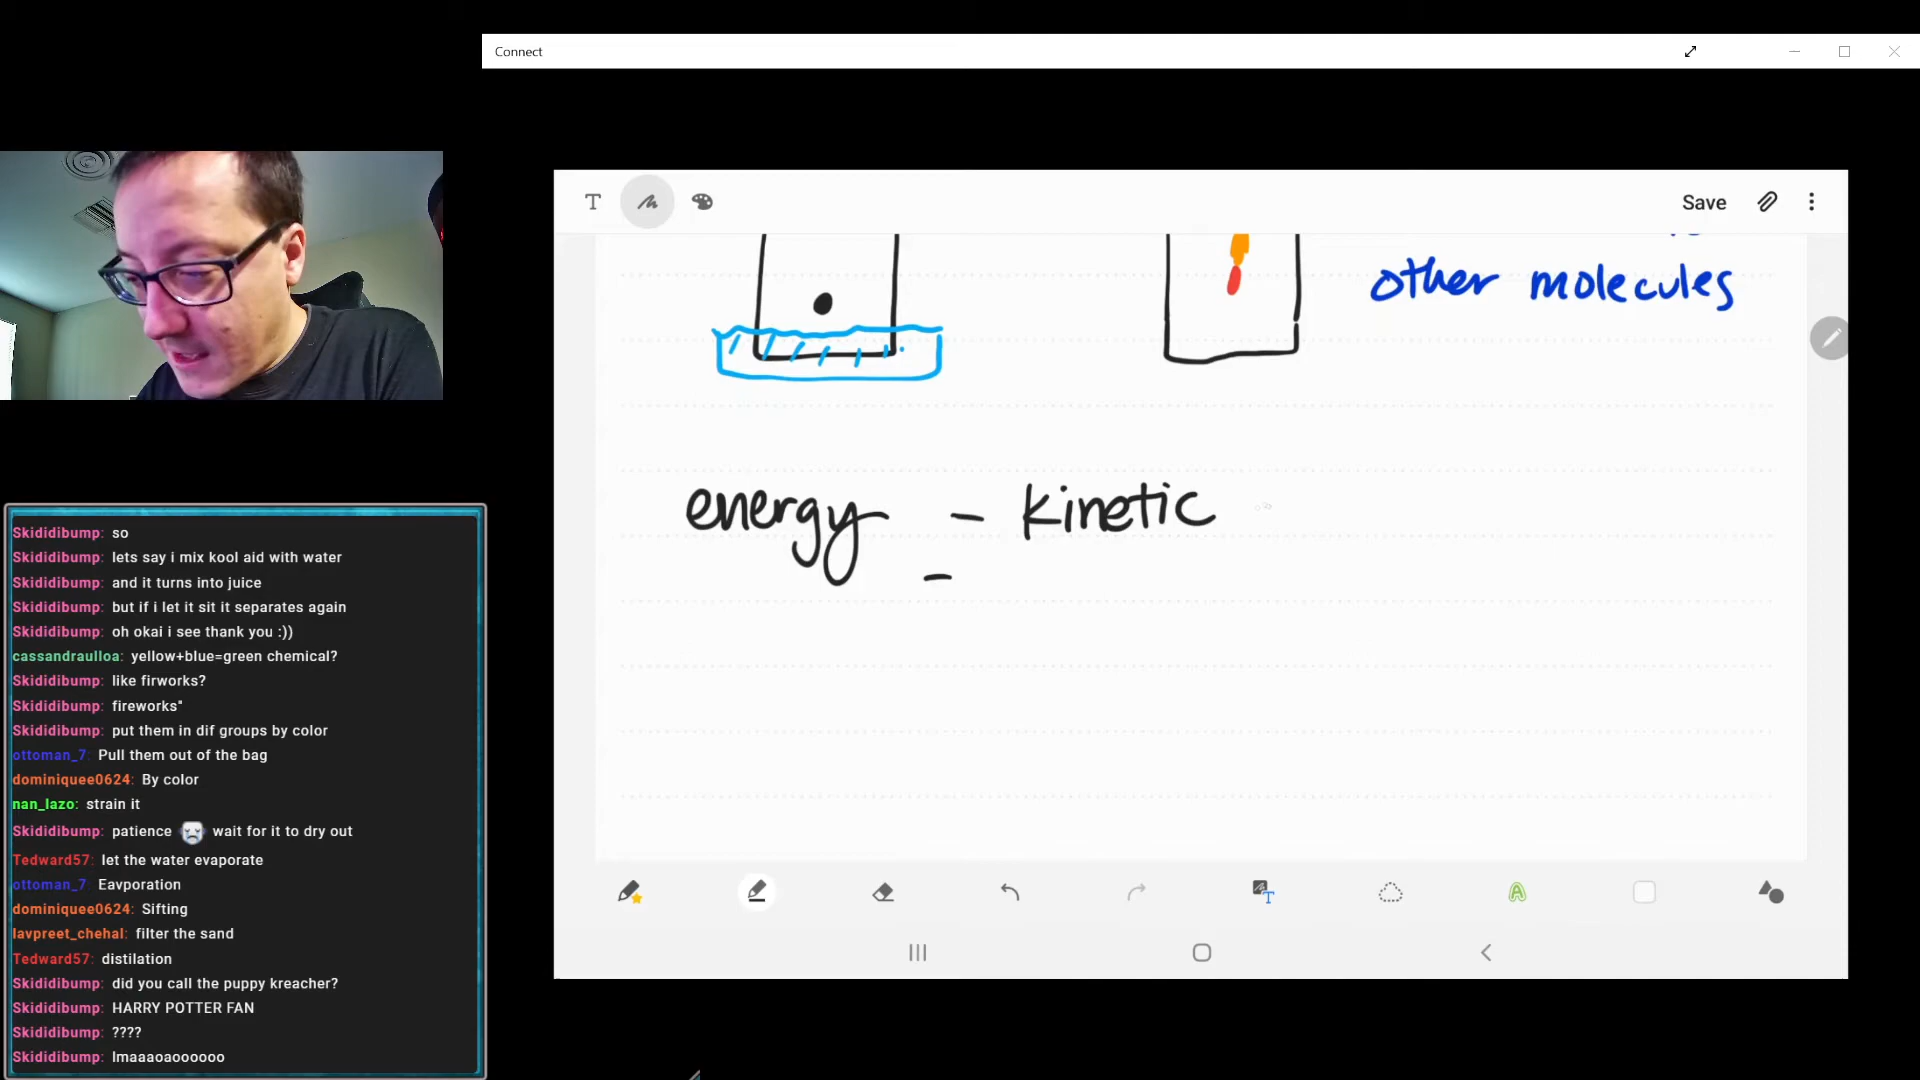 Connect
Save
other molecules
energy - kinetic
-
Skididibump: so
Skididibump: lets say i mix kool aid with water
Skididibump: and it turns into juice
Skididibump: but if i let it sit it separates again
Skididibump: oh okai i see thank you :))
cassandraulloa: yellow+blue=green chemical?
Skididibump: like firworks?
Skididibump: fireworks"
Skididibump: put them in dif groups by color
ottoman_7: Pull them out of the bag
dominiquee0624: By color
nan_lazo: strain it
Skididibump: patience wait for it to dry out
Tedward57: let the water evaporate
ottoman_7: Eavporation
dominiquee0624: Sifting
lavpreet_chehal: filter the sand
Tedward57: distilation
Skididibump: did you call the puppy kreacher?
Skididibump: HARRY POTTER FAN
Skididibump: ????
Skididibump: lmaaaoaoooooo